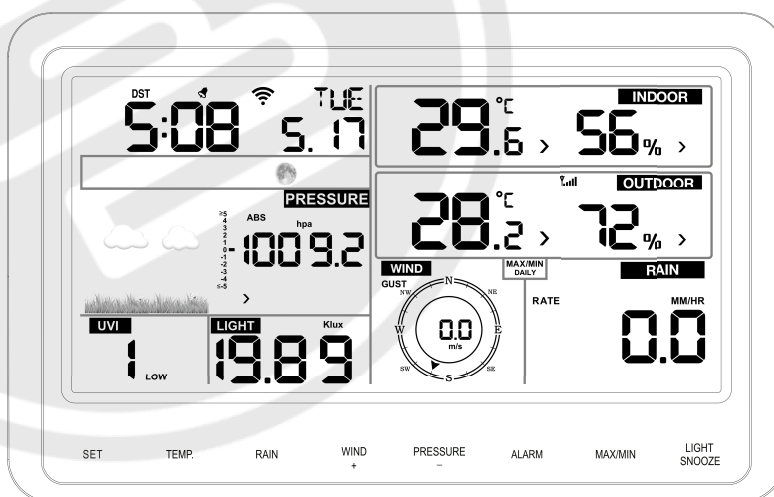 DST
TUE
5:08
5. 17
PRESSURE
≥5
4
3
2
1
0
-1
-2
-3
-4
≤-5
ABS
hpa
1009.2
UVI
1
LOW
LIGHT
Klux
19.89
INDOOR
29.6 °C
56%
OUTDOOR
28.2 °C
72%
WIND
GUST
MAX/MIN
DAILY
N
NE
E
SE
S
SW
W
NW
0.0
m/s
RAIN
RATE
MM/HR
0.0
SET
TEMP.
RAIN
WIND
+
PRESSURE
–
ALARM
MAX/MIN
LIGHT
SNOOZE